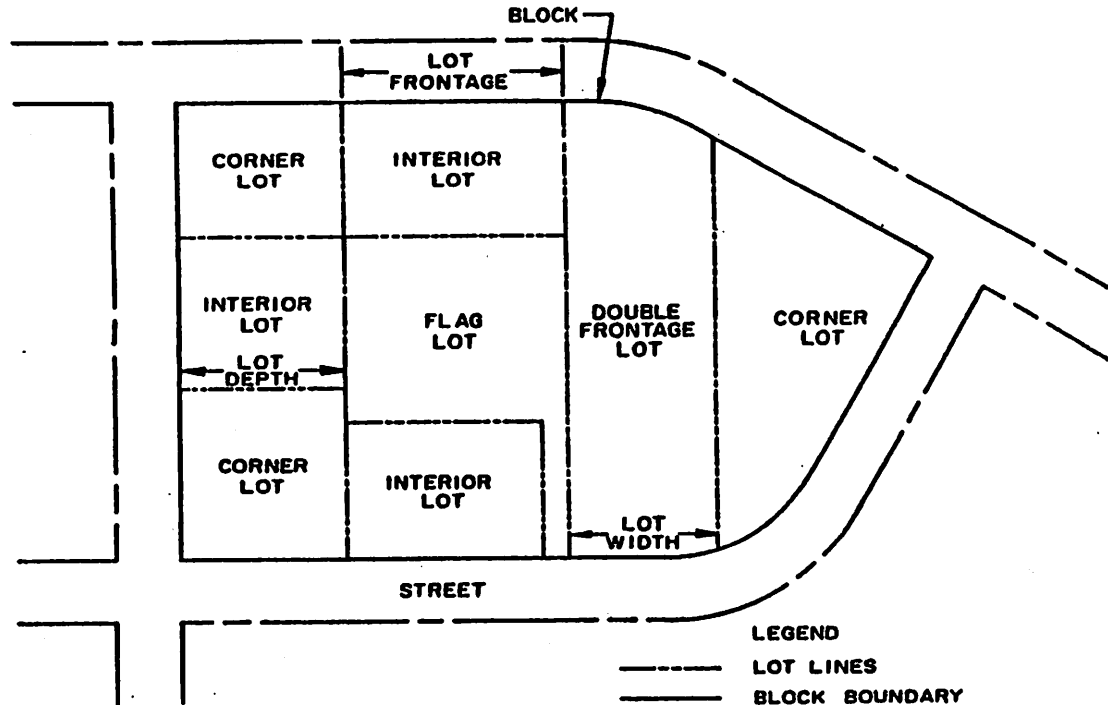 BLOCK
LOT
FRONTAGE
CORNER
LOT
INTERIOR
LOT
INTERIOR
LOT
LOT
DEPTH
FLAG
LOT
DOUBLE
FRONTAGE
LOT
CORNER
LOT
CORNER
LOT
INTERIOR
LOT
LOT
WIDTH
STREET
LEGEND
LOT LINES
BLOCK BOUNDARY